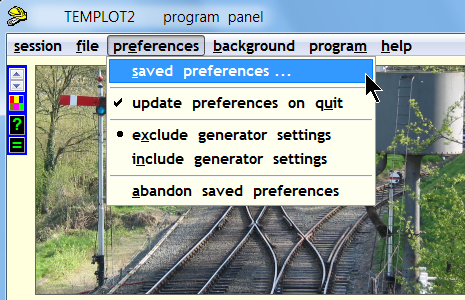 TEMPLOT2 program panel
session file preferences background program help
saved preferences ...
update preferences on quit
exclude generator settings
include generator settings
abandon saved preferences
?
=